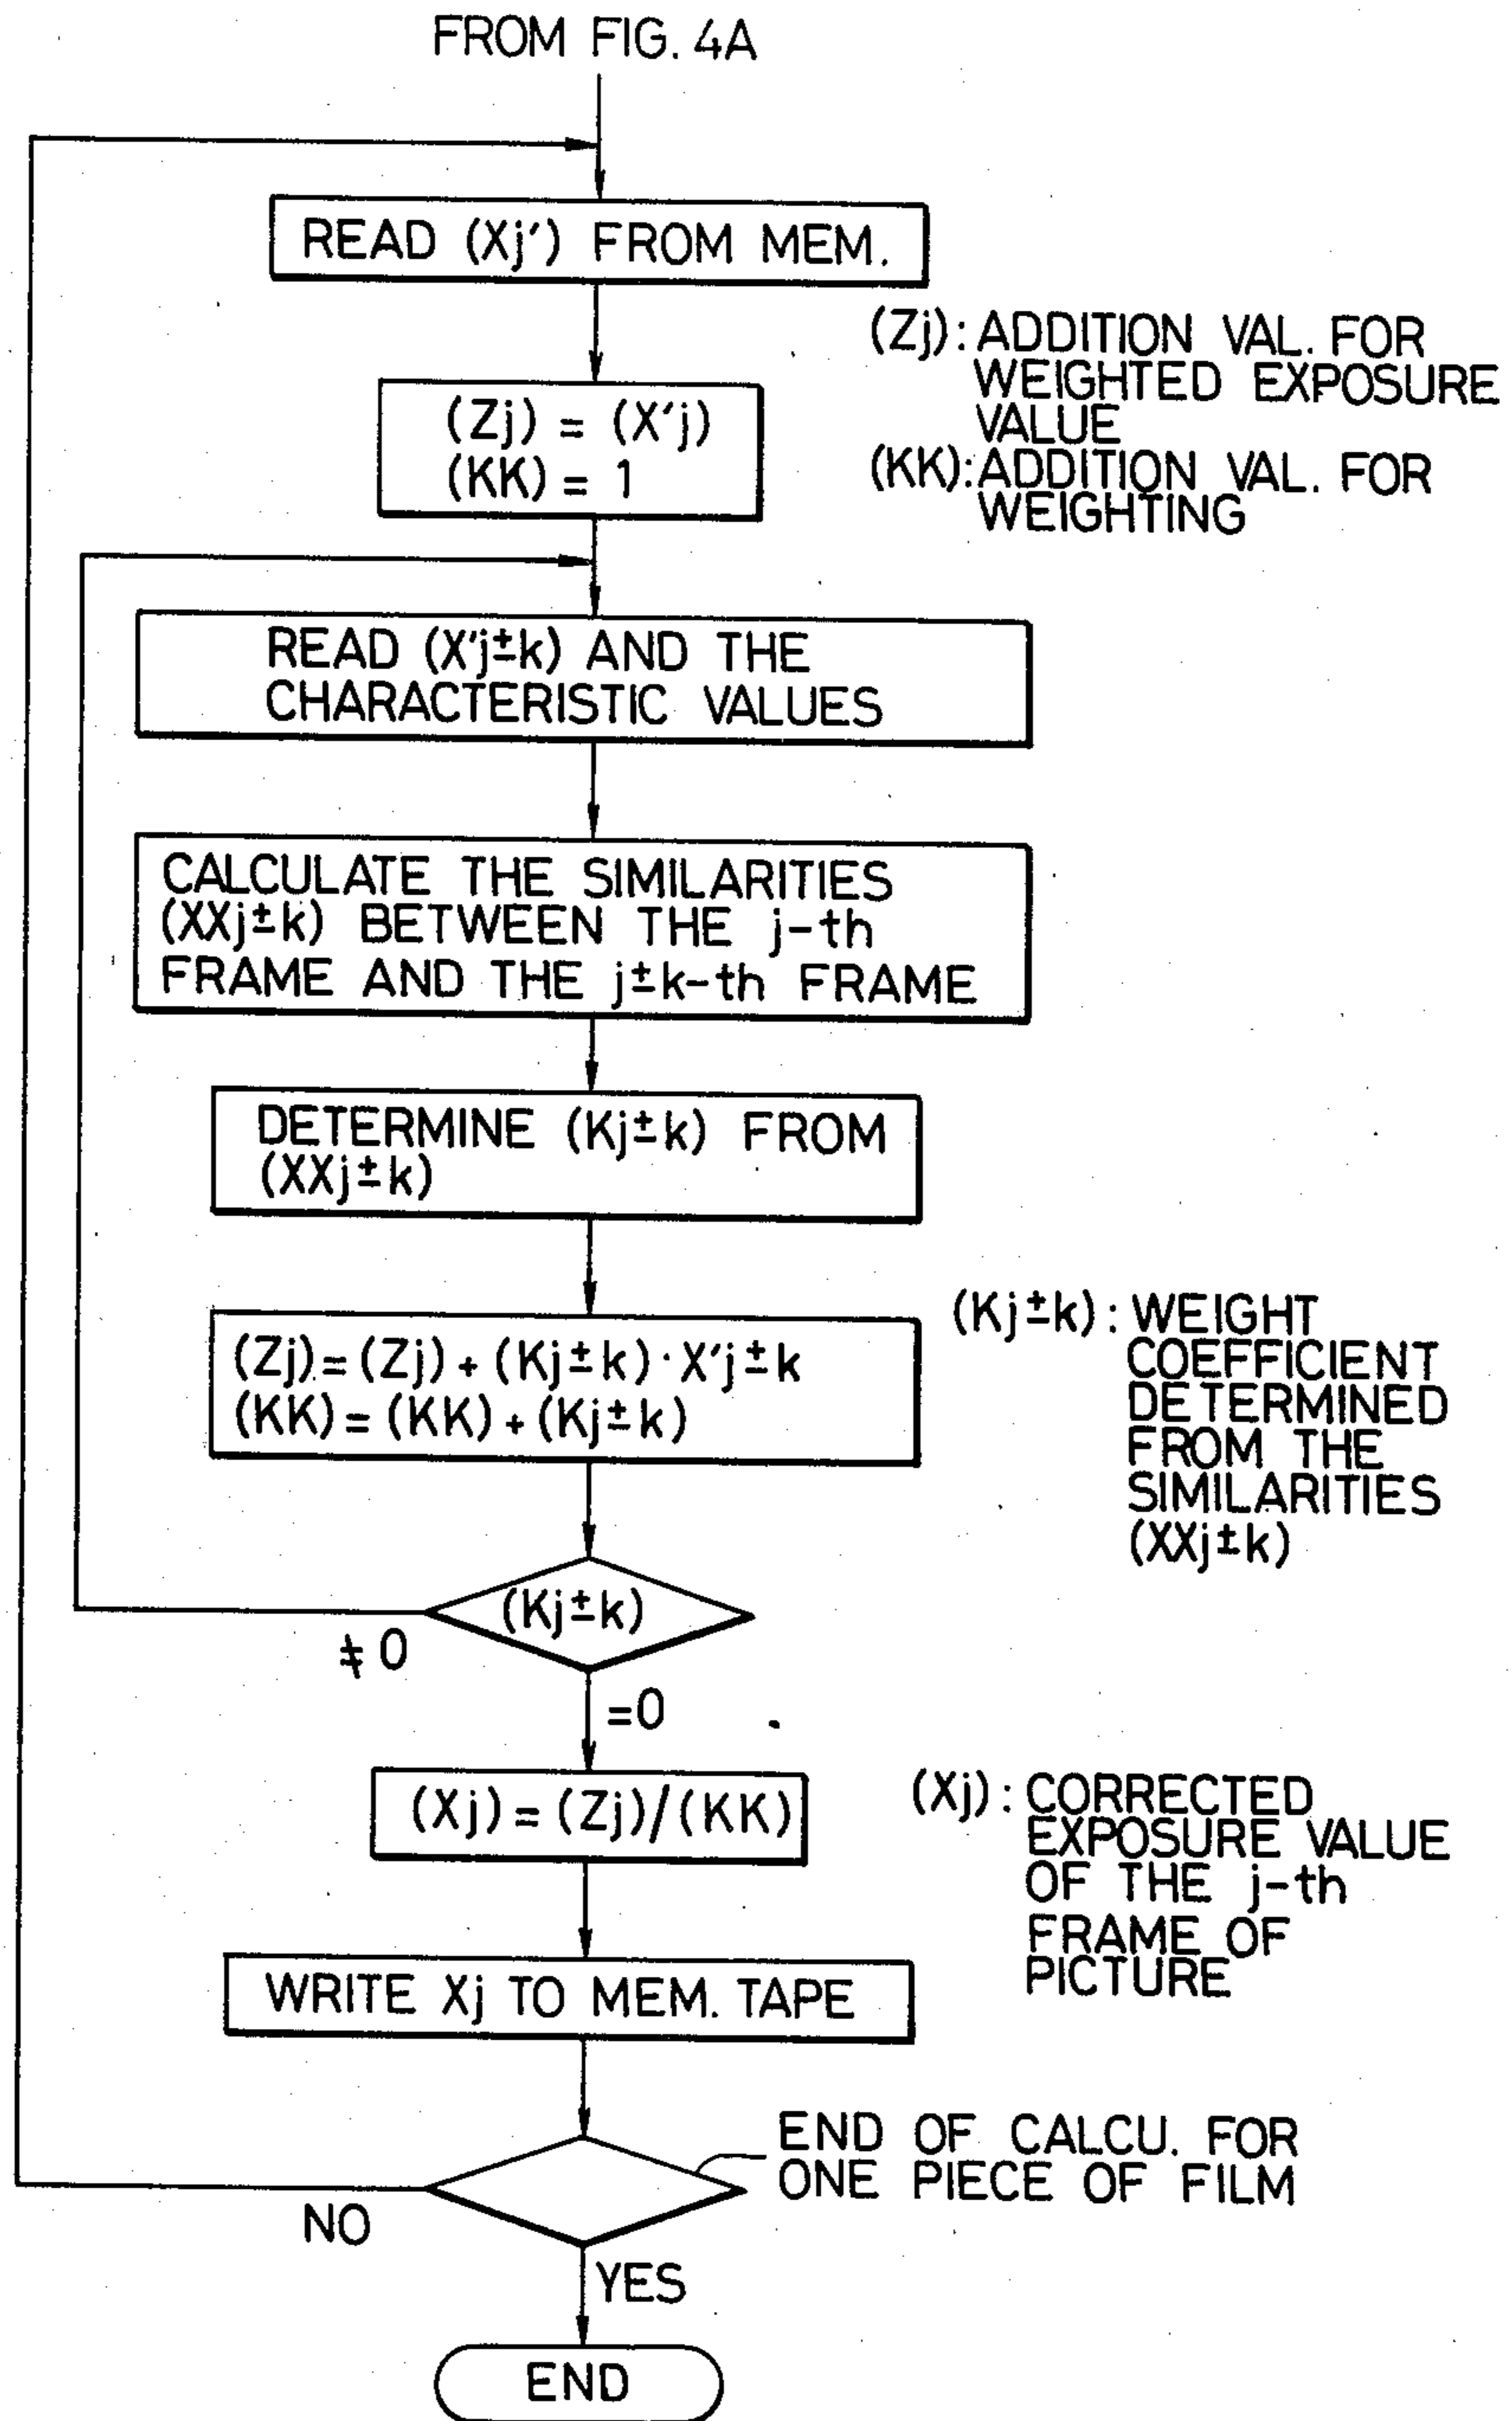 FROM FIG. 4A
READ (Xj') FROM MEM.
(Zj): ADDITION VAL. FOR
WEIGHTED EXPOSURE
VALUE
(Zj) = (X'j)
(KK) = 1
(KK): ADDITION VAL. FOR
WEIGHTING
READ (X'j±k) AND THE
CHARACTERISTIC VALUES
CALCULATE THE SIMILARITIES
(XXj±k) BETWEEN THE j-th
FRAME AND THE j±k-th FRAME
DETERMINE (Kj±k) FROM
(XXj±k)
(Zj) = (Zj) + (Kj±k)·X'j±k
(KK) = (KK) + (Kj±k)
(Kj±k): WEIGHT
COEFFICIENT
DETERMINED
FROM THE
SIMILARITIES
(XXj±k)
(Kj±k)
≠ 0
=0
(Xj) = (Zj)/(KK)
(Xj): CORRECTED
EXPOSURE VALUE
OF THE j-th
FRAME OF
PICTURE
WRITE Xj TO MEM. TAPE
END OF CALCU. FOR
ONE PIECE OF FILM
NO
YES
END